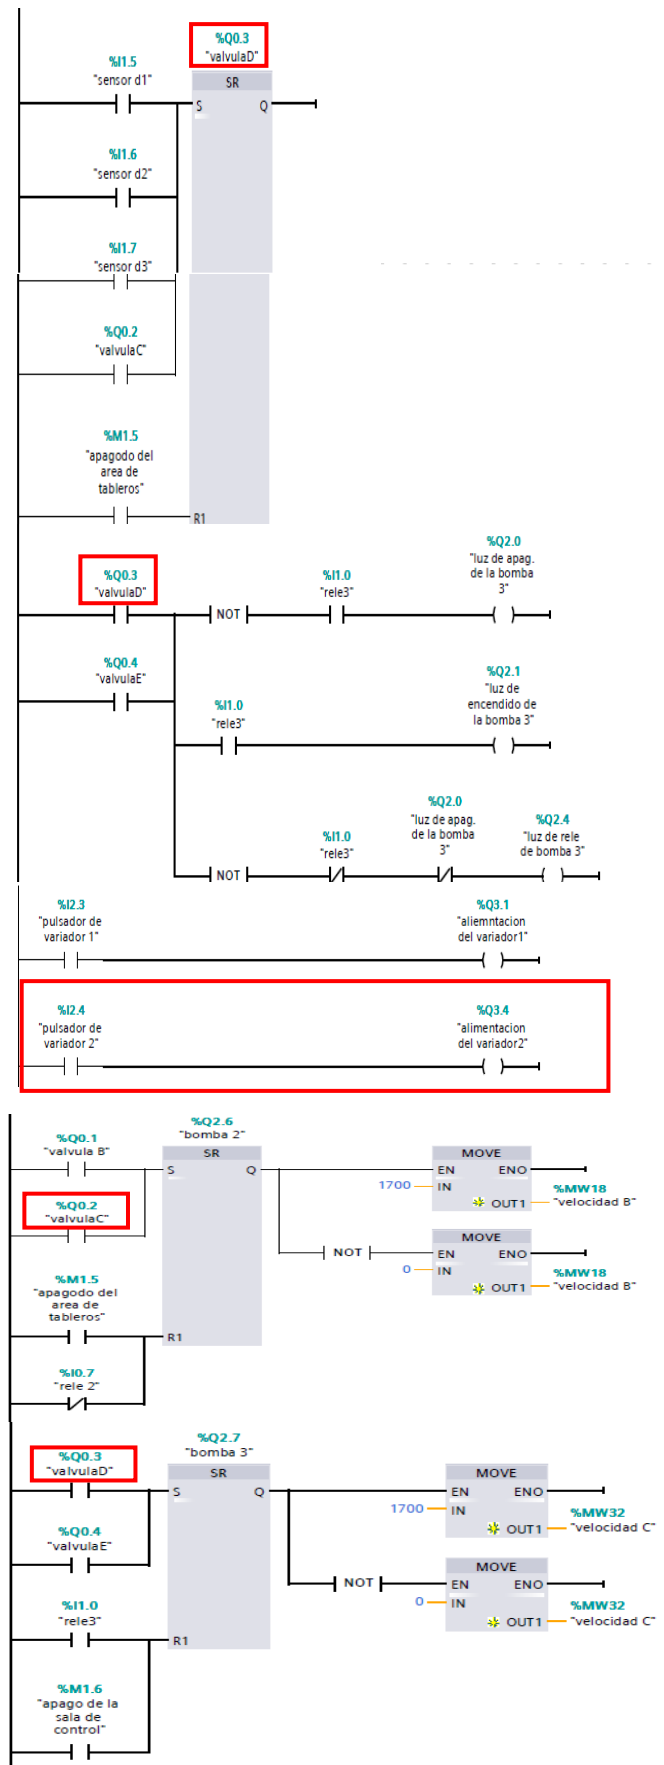 %Q0.3
"valvulaD"
%I1.5
"sensor d1"
SR
S
Q
%I1.6
"sensor d2"
%I1.7
"sensor d3"
%Q0.2
"valvulaC"
%M1.5
"apagodo del
area de
tableros"
R1
%Q0.3
"valvulaD"
NOT
%I1.0
"rele3"
%Q2.0
"luz de apag.
de la bomba
3"
%Q0.4
"valvulaE"
%I1.0
"rele3"
%Q2.1
"luz de
encendido de
la bomba 3"
NOT
%I1.0
"rele3"
%Q2.0
"luz de apag.
de la bomba
3"
%Q2.4
"luz de rele
de bomba 3"
%I2.3
"pulsador de
variador 1"
%Q3.1
"aliemntacion
del variador1"
%I2.4
"pulsador de
variador 2"
%Q3.4
"alimentacion
del variador2"
%Q0.1
"valvula B"
%Q2.6
"bomba 2"
SR
S
Q
MOVE
EN
ENO
1700
IN
OUT1
%MW18
"velocidad B"
%Q0.2
"valvulaC"
NOT
MOVE
EN
ENO
0
IN
OUT1
%MW18
"velocidad B"
%M1.5
"apagodo del
area de
tableros"
R1
%I0.7
"rele 2"
%Q0.3
"valvulaD"
%Q2.7
"bomba 3"
SR
S
Q
MOVE
EN
ENO
1700
IN
OUT1
%MW32
"velocidad C"
%Q0.4
"valvulaE"
NOT
MOVE
EN
ENO
0
IN
OUT1
%MW32
"velocidad C"
%I1.0
"rele3"
R1
%M1.6
"apago de la
sala de
control"